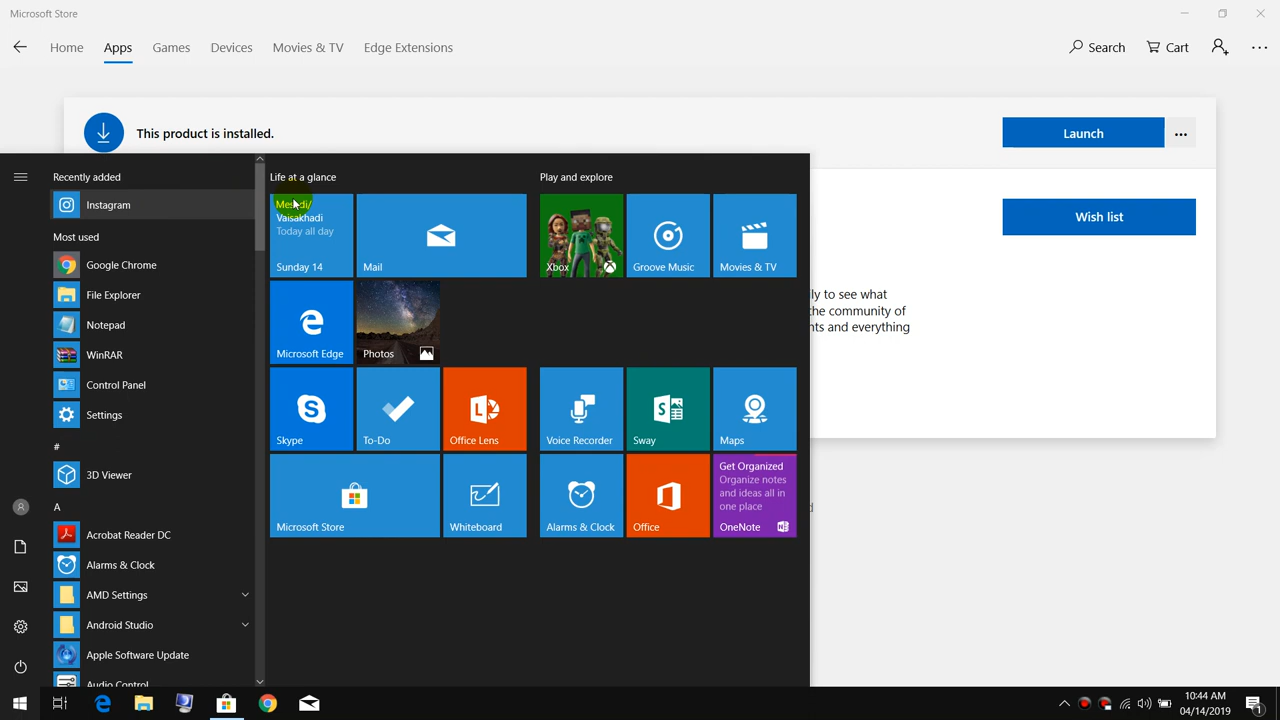 Microsoft Store
Home Apps Games Devices Movies & TV Edge Extensions
Search Cart
This product is installed.
Launch
Wish list
ly to see what
the community of
nts and everything
Recently added
Instagram
Most used
Google Chrome
File Explorer
Notepad
WinRAR
Control Panel
Settings
#
3D Viewer
A
Acrobat Reader DC
Alarms & Clock
AMD Settings
Android Studio
Apple Software Update
Audio Control
Life at a glance
Vaisakhadi
Today all day
Sunday 14
Mail
Microsoft Edge
Photos
Skype
To-Do
Office Lens
Microsoft Store
Whiteboard
Play and explore
Xbox
Groove Music
Movies & TV
Voice Recorder
Sway
Maps
Alarms & Clock
Office
Get Organized
Organize notes
and ideas all in
one place
OneNote
10:44 AM
04/14/2019
1